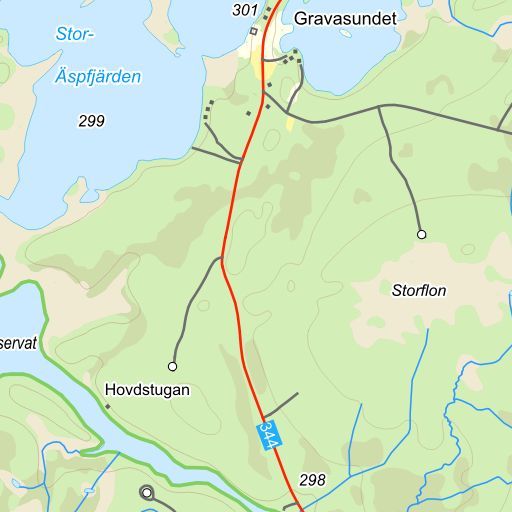 301
Gravasundet
Stor-
Äspfjärden
299
Storflon
servat
Hovdstugan
344
298